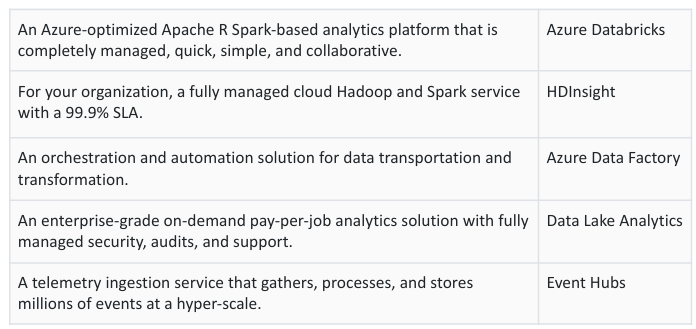 An Azure-optimized Apache R Spark-based analytics platform that is
completely managed, quick, simple, and collaborative.
Azure Databricks
For your organization, a fully managed cloud Hadoop and Spark service
with a 99.9% SLA.
HDInsight
An orchestration and automation solution for data transportation and
transformation.
Azure Data Factory
An enterprise-grade on-demand pay-per-job analytics solution with fully
managed security, audits, and support.
Data Lake Analytics
A telemetry ingestion service that gathers, processes, and stores
millions of events at a hyper-scale.
Event Hubs